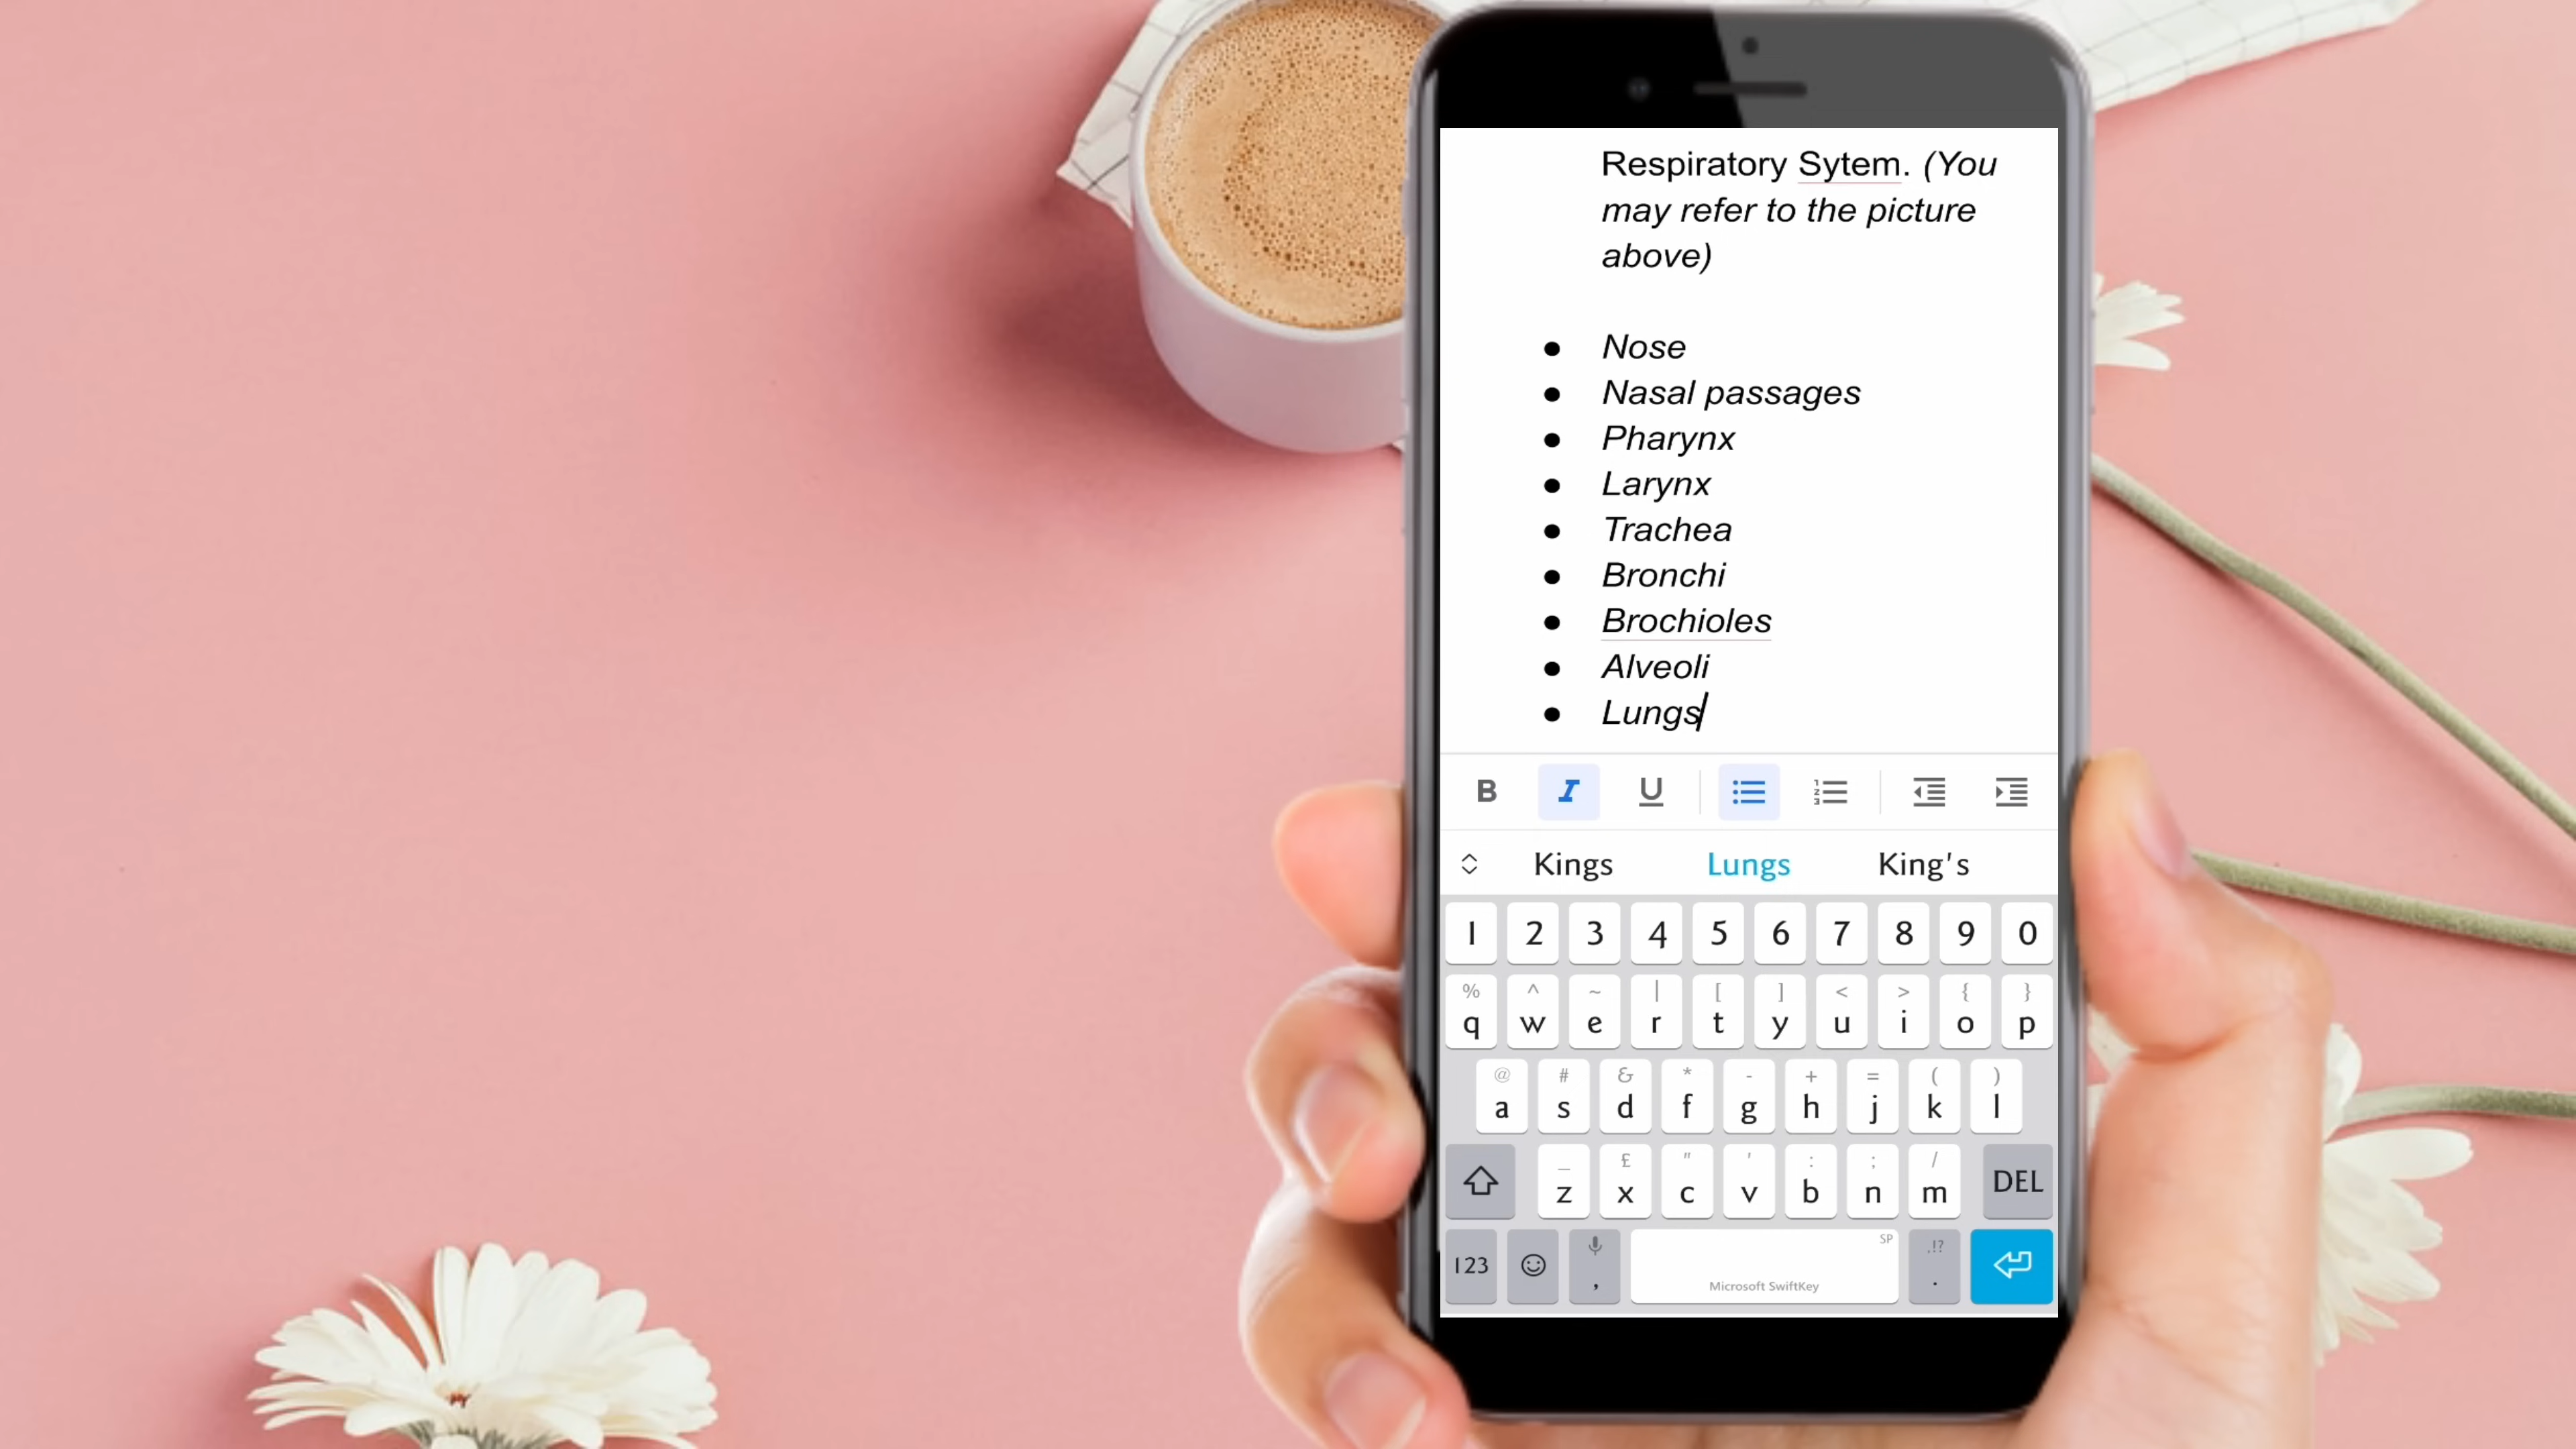 Respiratory Sytem. (You
may refer to the picture
above)
● Nose
● Nasal passages
● Pharynx
● Larynx
● Trachea
● Bronchi
● Brochioles
● Alveoli
● Lungs
B I U
Kings Lungs King's
1 2 3 4 5 6 7 8 9 0
% ^ ~ | [ ] < > { }
q w e r t y u i o p
@ # & * - + = ( )
a s d f g h j k l
_ £ " ' : ; /
z x c v b n m DEL
SP .!?
123 , .
Microsoft SwiftKey